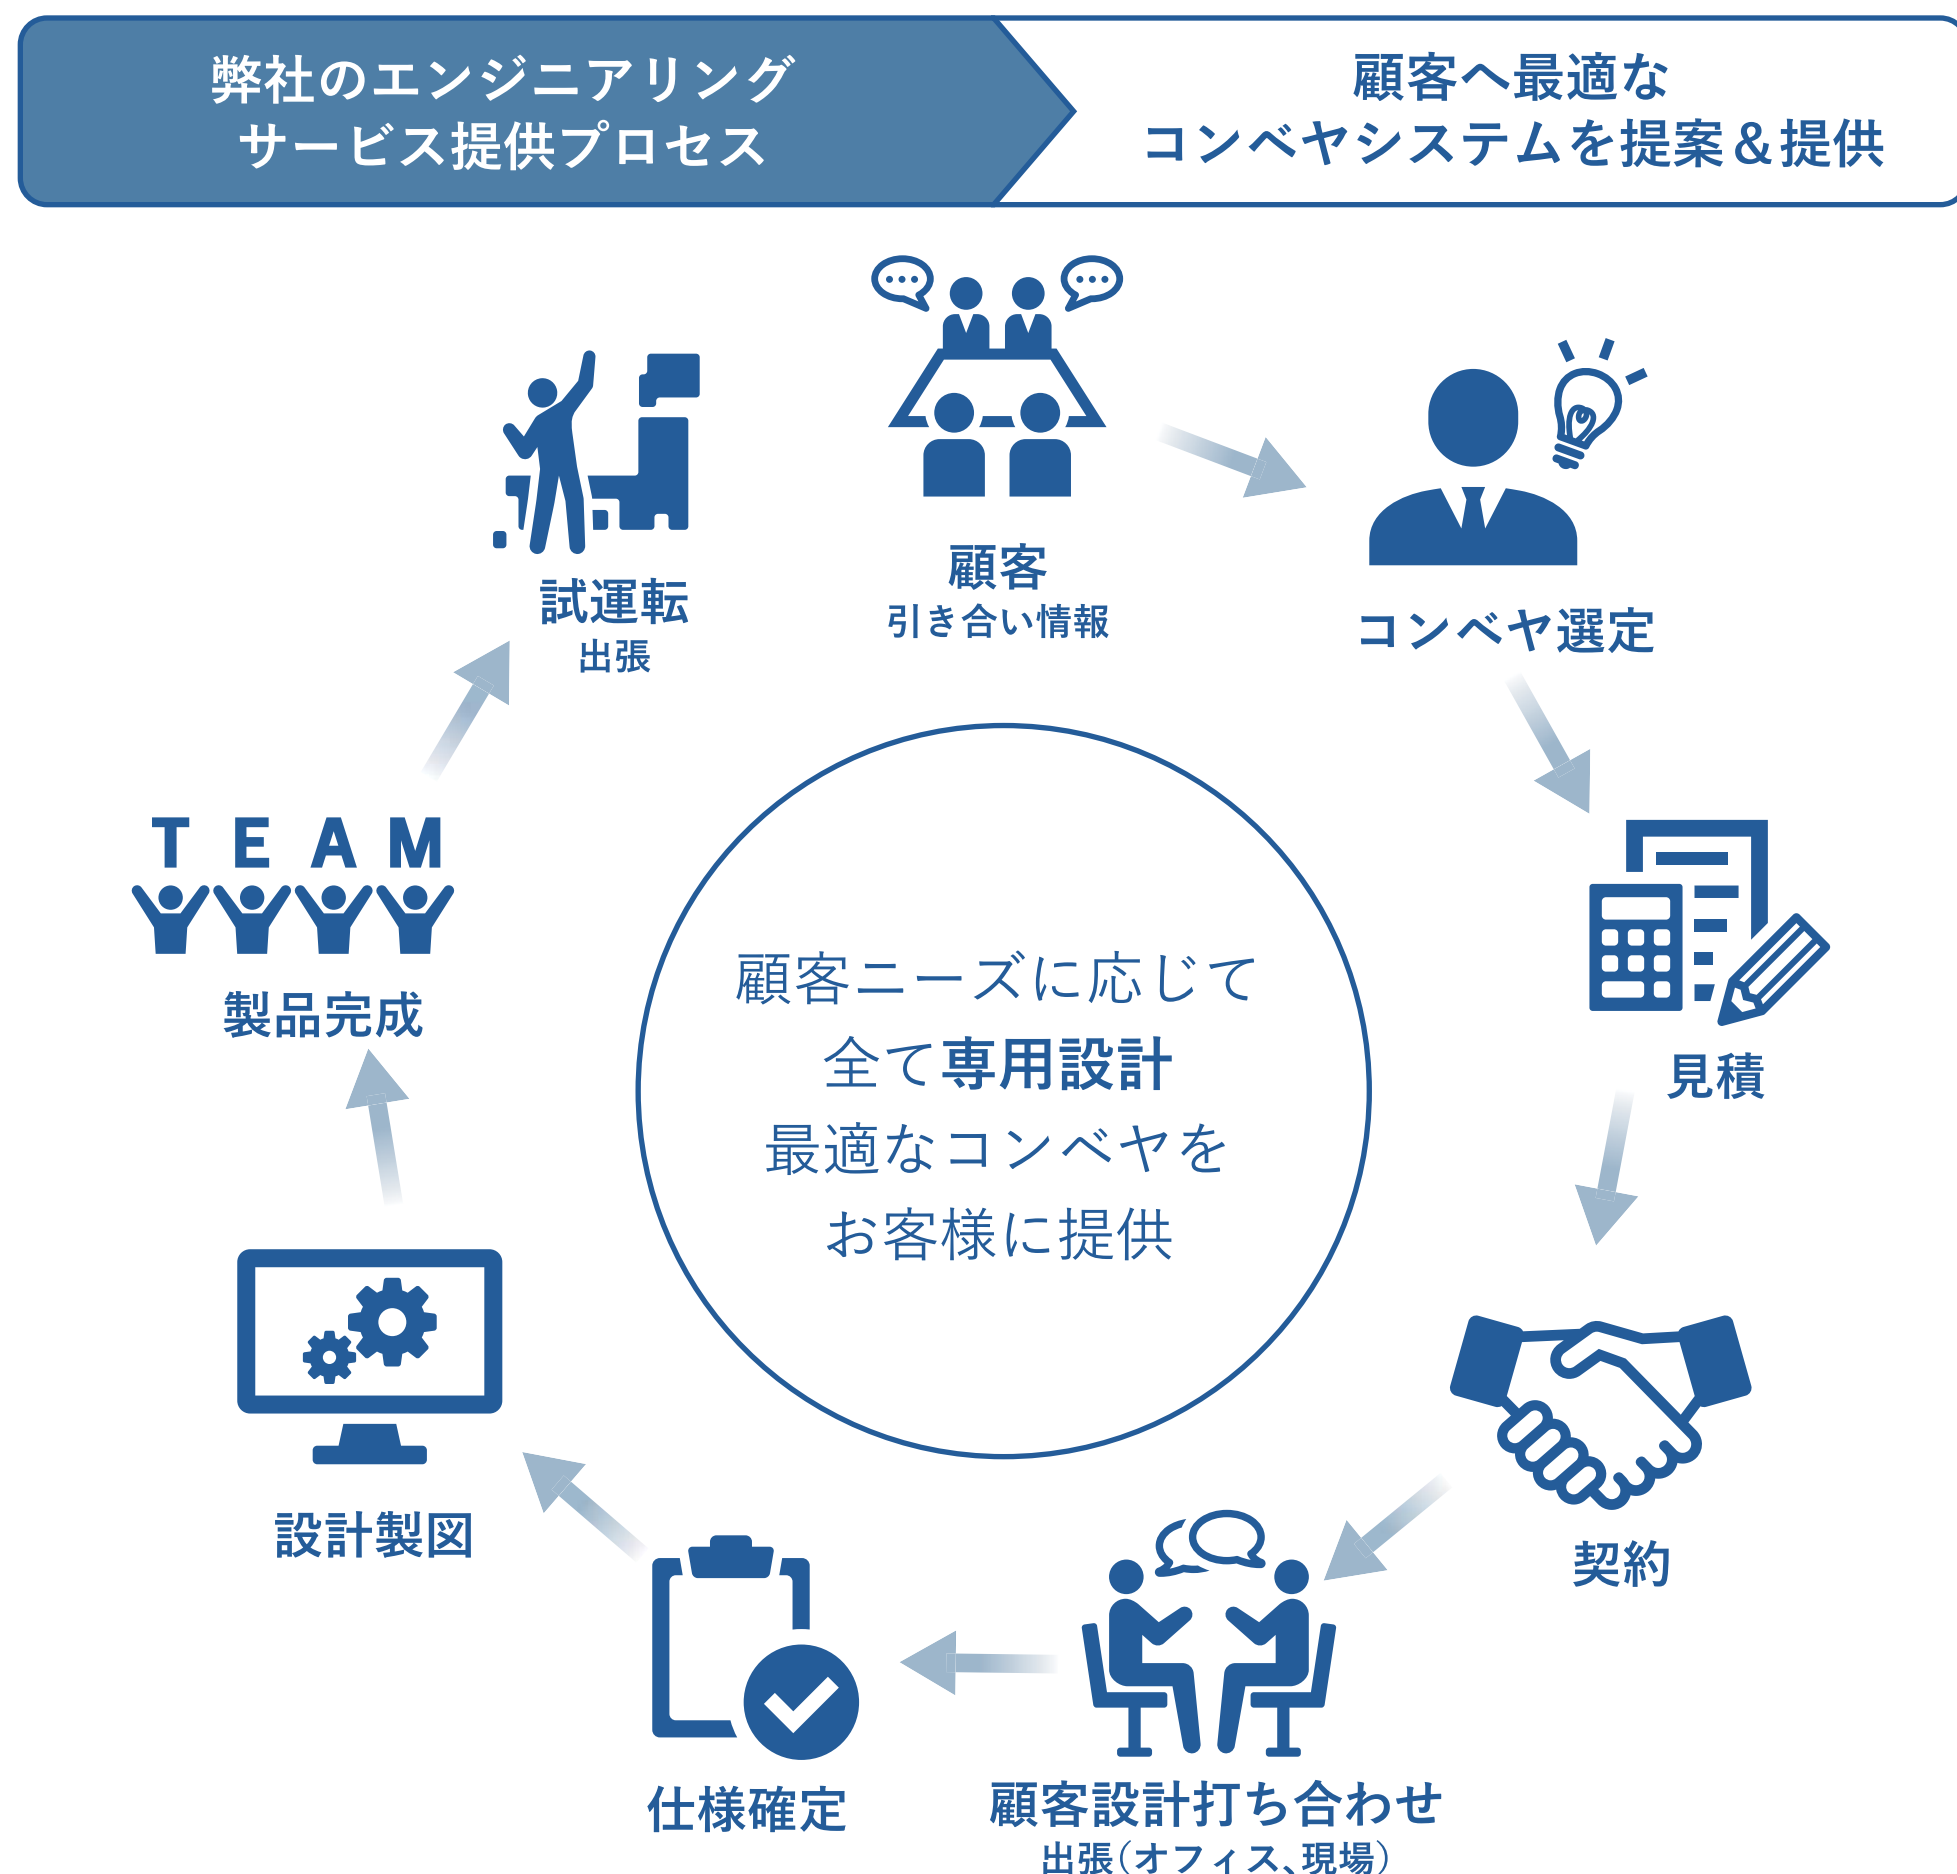 弊社のエンジニアリング
サービス提供プロセス
顧客へ最適な
コンベヤシステムを提案＆提供
顧客
引き合い情報
コンベヤ選定
見積
契約
顧客設計打ち合わせ
出張（オフィス、現場）
仕様確定
設計製図
TEAM
製品完成
試運転
出張
顧客ニーズに応じて
全て専用設計
最適なコンベヤを
お客様に提供